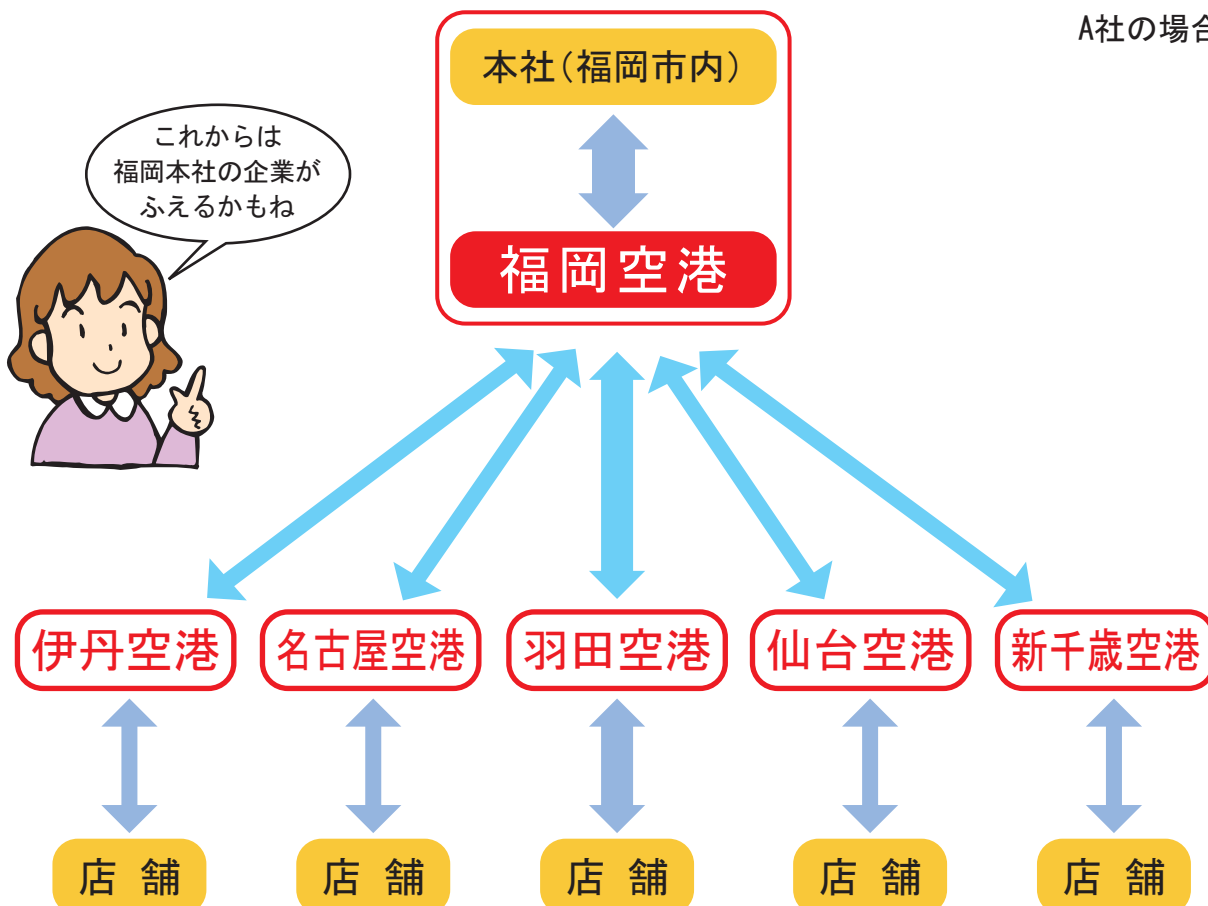 A社の場合
本社(福岡市内)
これからは
福岡本社の企業が
ふえるかもね
福岡空港
伊丹空港
名古屋空港
羽田空港
仙台空港
新千歳空港
店舗
店舗
店舗
店舗
店舗